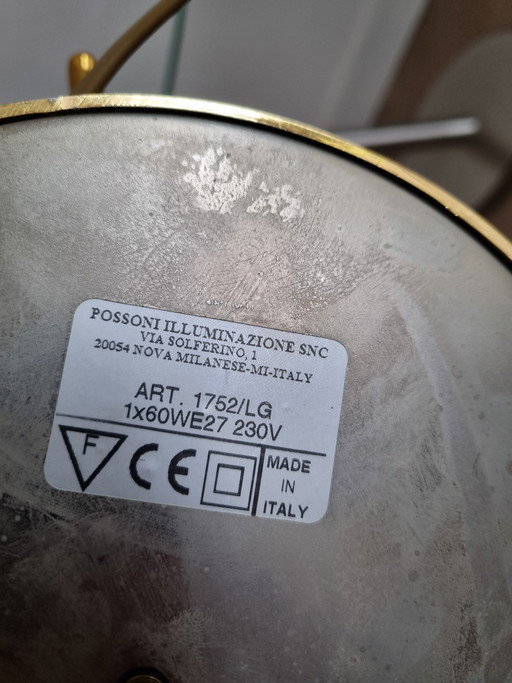 POSSONI ILLUMINAZIONE SNC
VIA SOLFERINO, 1
20054 NOVA MILANESE-MI-ITALY
ART. 1752/LG
1x60WE27 230V
F
CE
MADE
IN
ITALY